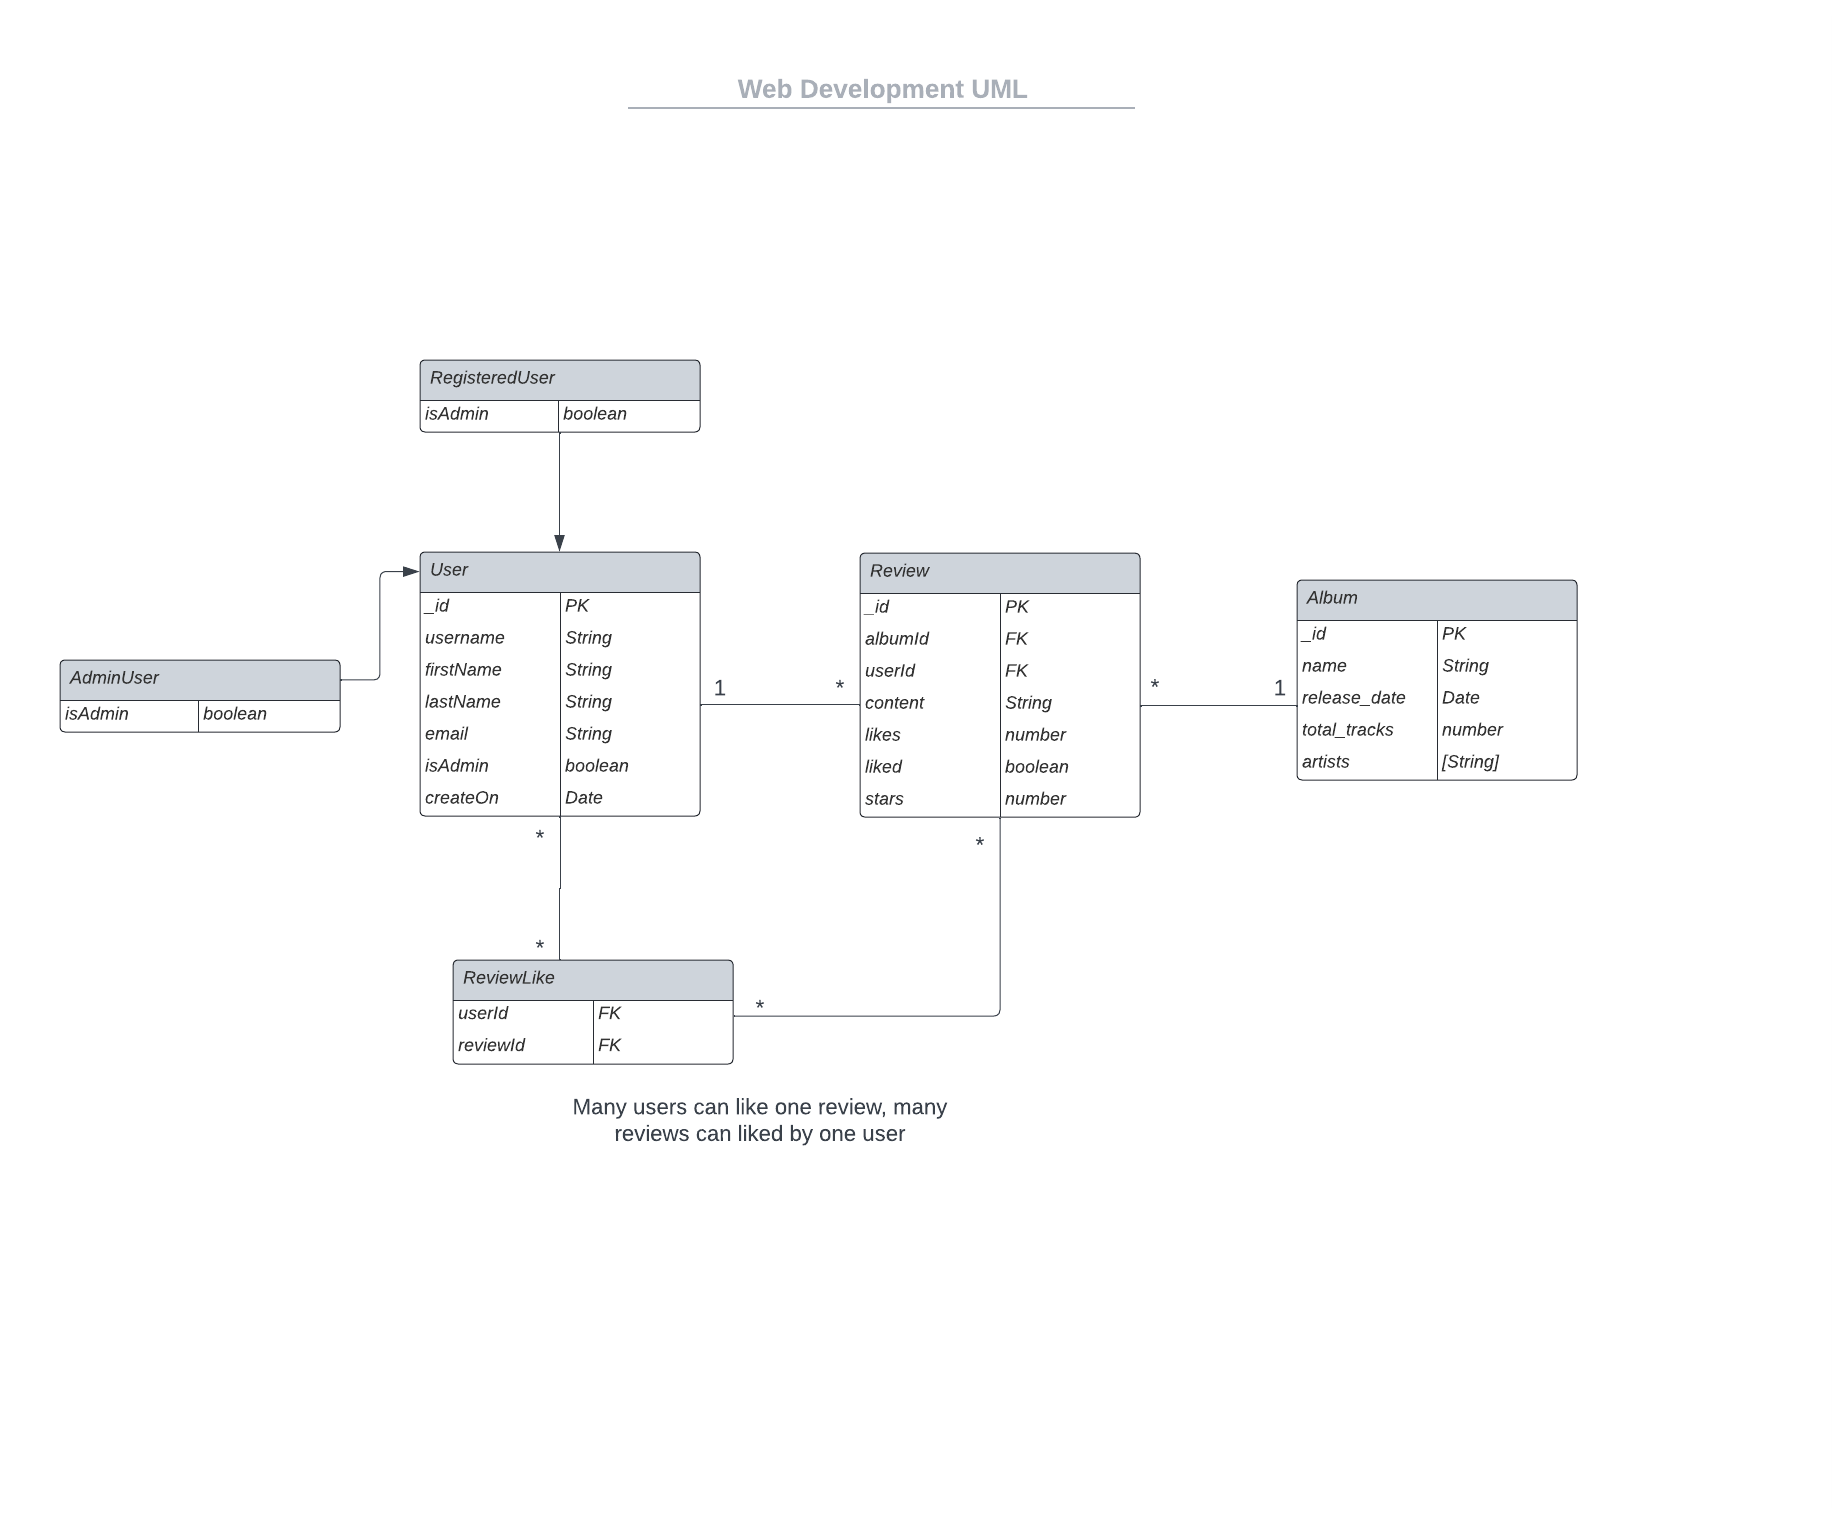 Web Development UML
RegisteredUser
isAdmin boolean
User
_id PK
username String
firstName String
lastName String
email String
isAdmin boolean
createOn Date
AdminUser
isAdmin boolean
1 *
Review
_id PK
albumId FK
userId FK
content String
likes number
liked boolean
stars number
* 1
Album
_id PK
name String
release_date Date
total_tracks number
artists [String]
*
*
*
*
ReviewLike
userId FK
reviewId FK
Many users can like one review, many
reviews can liked by one user